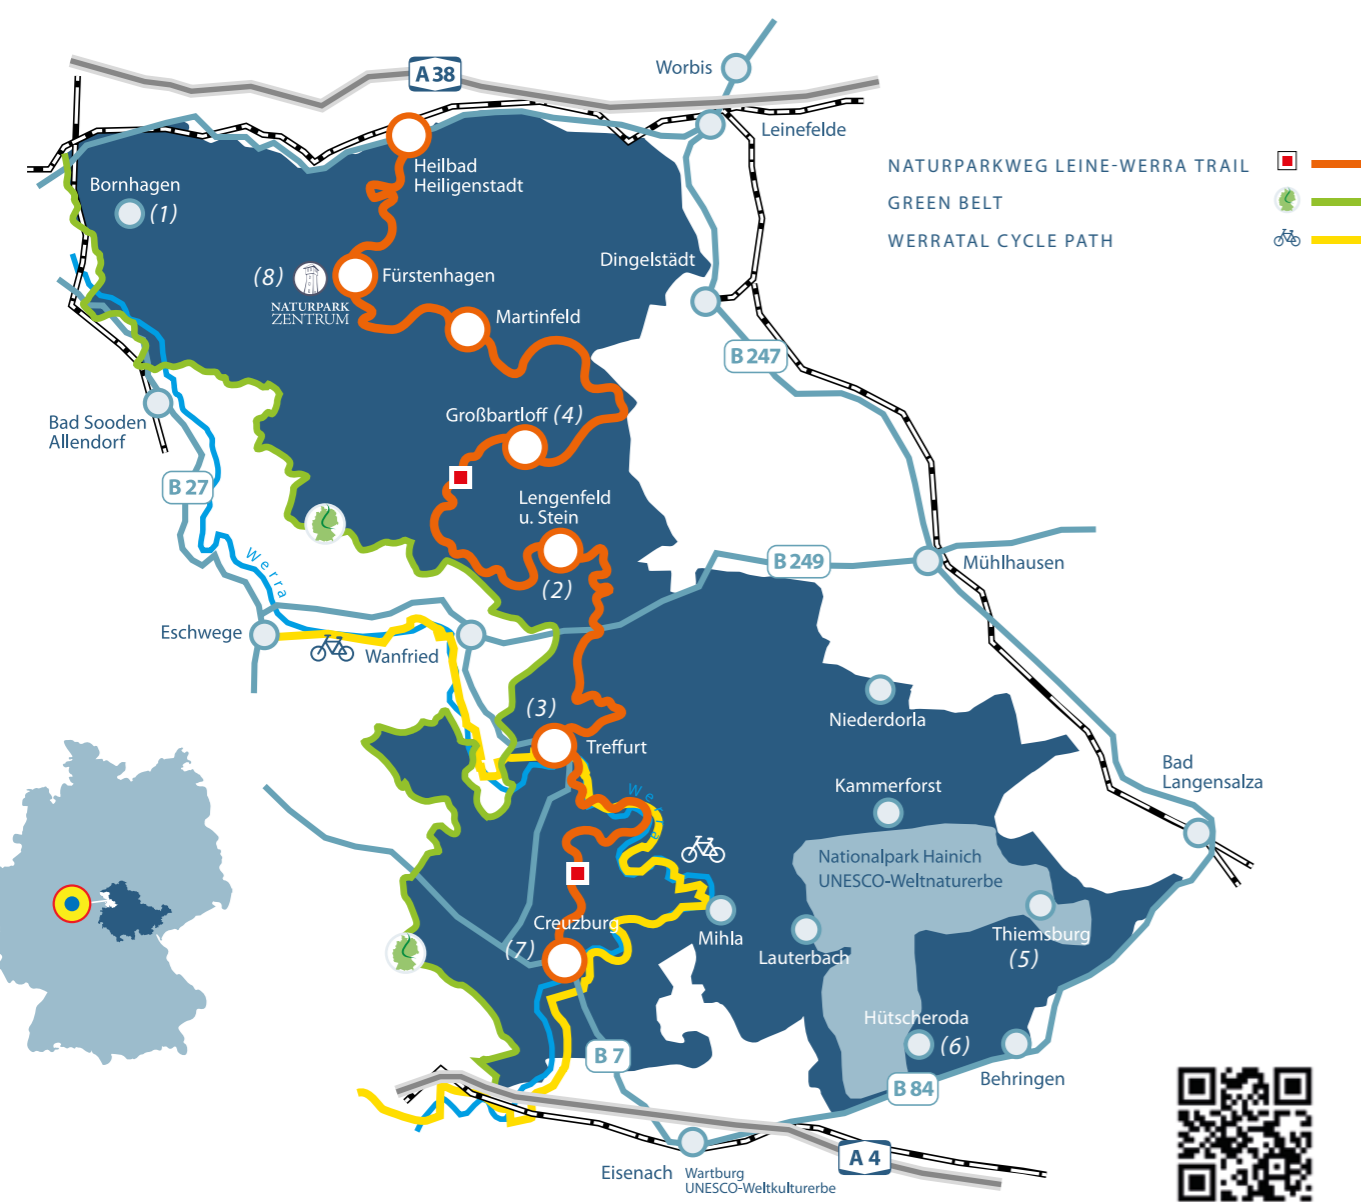 A 38
Worbis
Leinefelde
Heilbad
Heiligenstadt
NATURPARKWEG LEINE-WERRA TRAIL
GREEN BELT
WERRATAL CYCLE PATH
Bornhagen
(1)
Dingelstädt
(8)
Fürstenhagen
NATURPARK
ZENTRUM
Martinfeld
B 247
Bad Sooden
Allendorf
Großbartloff (4)
B 27
Lengenfeld
u. Stein
(2)
Werra
B 249
Mühlhausen
Eschwege
Wanfried
Niederdorla
(3)
Treffurt
Bad
Langensalza
Kammerforst
Werra
Nationalpark Hainich
UNESCO-Weltnaturerbe
Creuzburg
(7)
Mihla
Lauterbach
Thiemsburg
(5)
Hütscheroda
(6)
B 7
Behringen
B 84
A 4
Eisenach
Wartburg
UNESCO-Weltkulturerbe